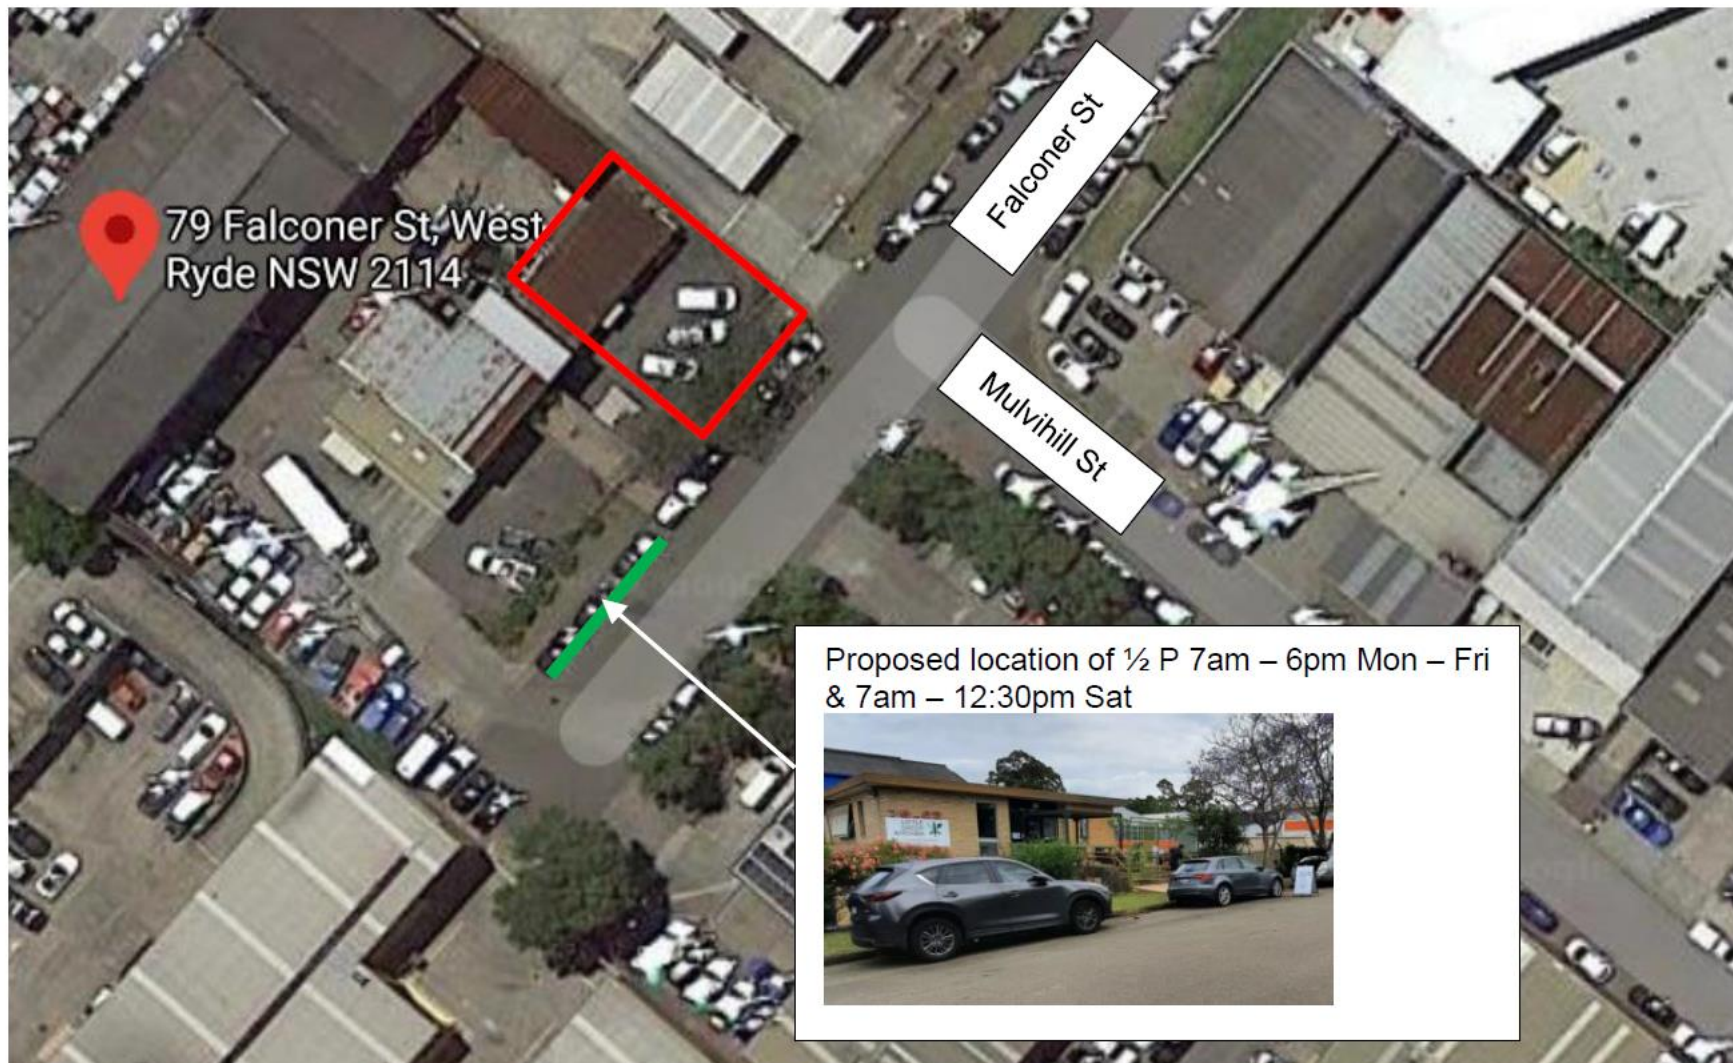 Falconer St
79 Falconer St, West
Ryde NSW 2114
Mulvihill St
Proposed location of ½ P 7am – 6pm Mon – Fri
& 7am – 12:30pm Sat